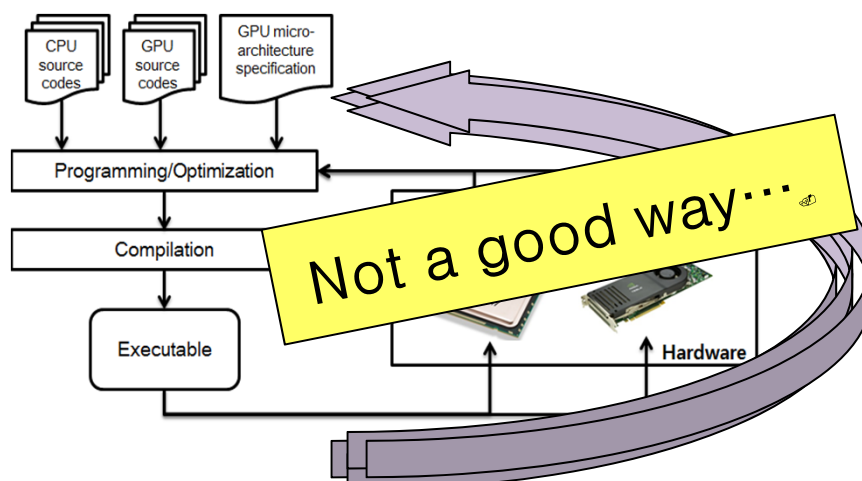 CPU
source
codes
GPU
source
codes
GPU micro-
architecture
specification
Programming/Optimization
Compilation
Executable
Not a good way…
Hardware